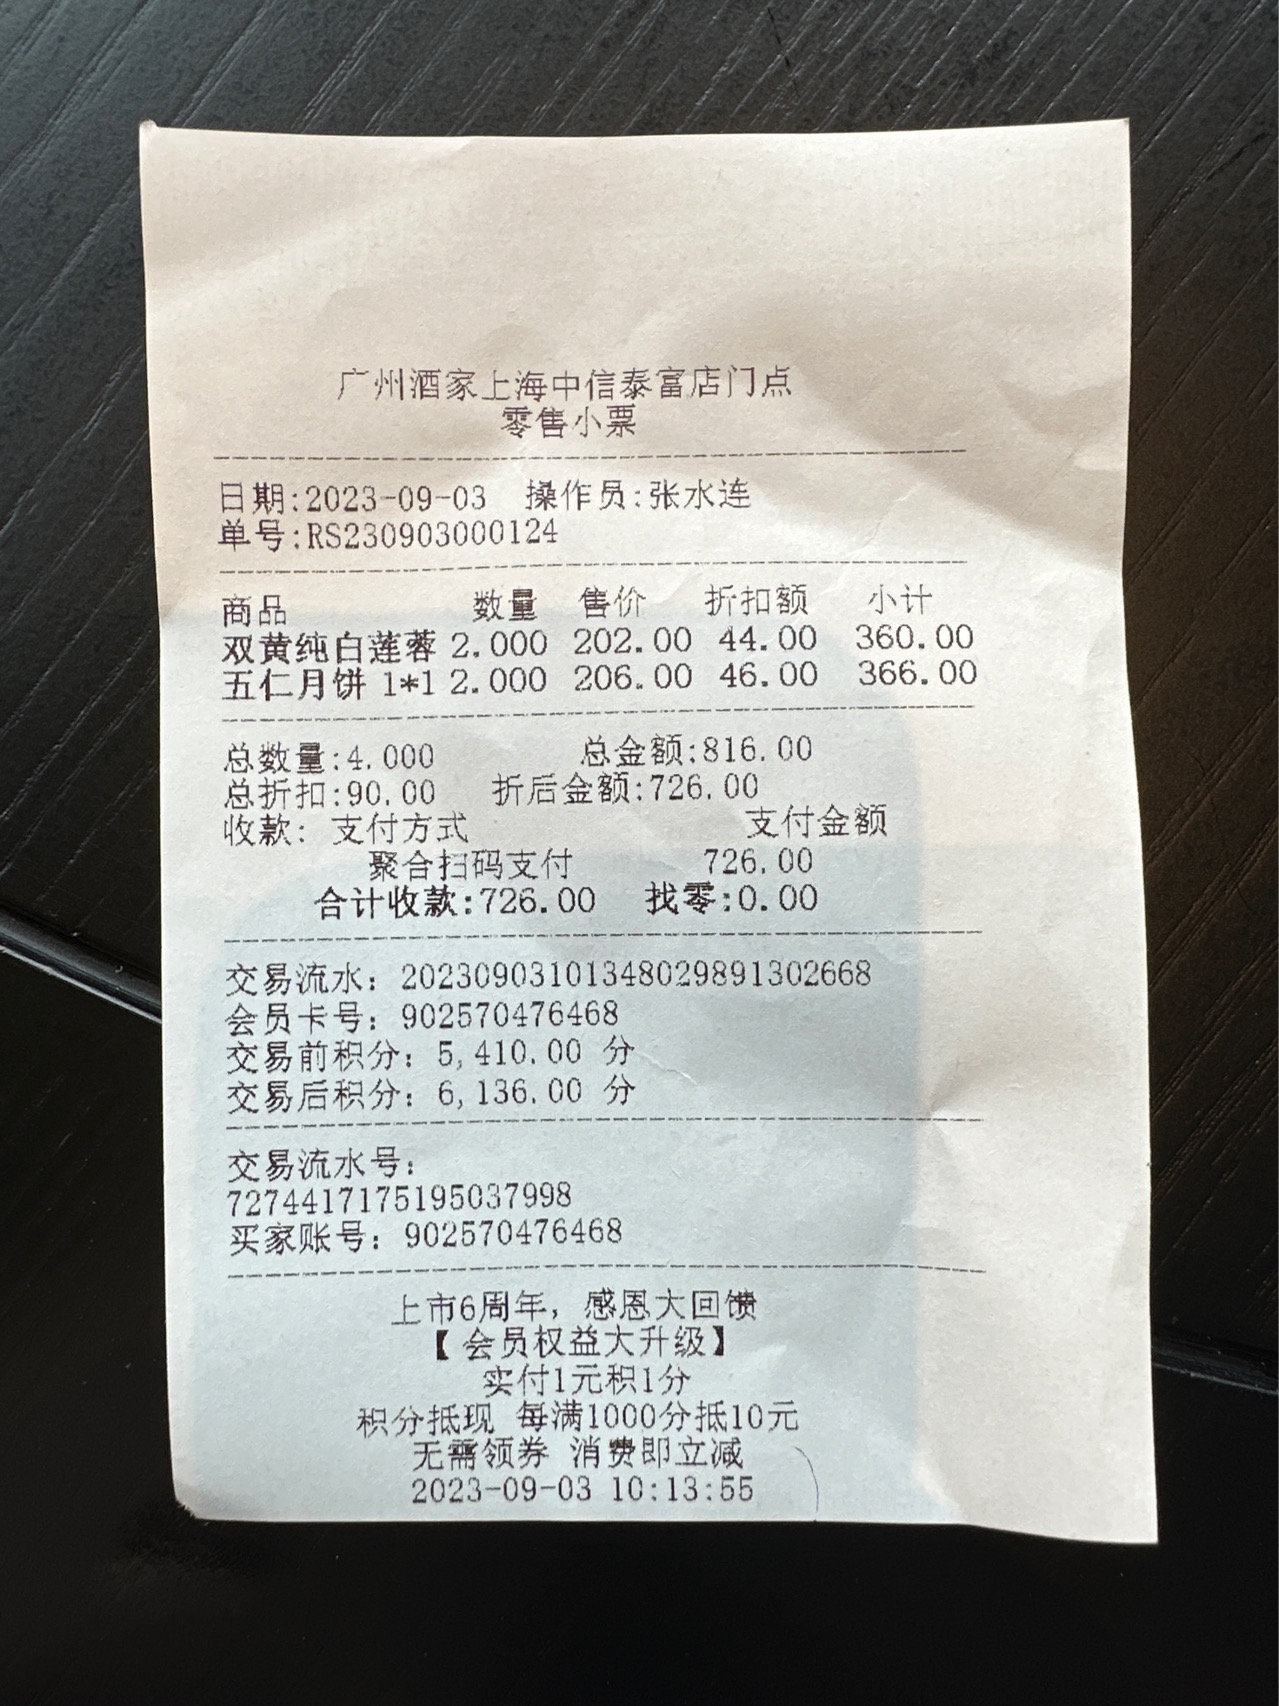 广州酒家上海中信泰富店门点
零售小票
日期:2023-09-03 操作员:张水连
单号:RS230903000124
商品 数量 售价 折扣额 小计
双黄纯白莲蓉 2.000 202.00 44.00 360.00
五仁月饼 1*1 2.000 206.00 46.00 366.00
总数量:4.000 总金额:816.00
总折扣:90.00 折后金额:726.00
收款: 支付方式 支付金额
聚合扫码支付 726.00
合计收款:726.00 找零:0.00
交易流水: 20230903101348029891302668
会员卡号: 902570476468
交易前积分: 5,410.00 分
交易后积分: 6,136.00 分
交易流水号:
7274417175195037998
买家账号: 902570476468
上市6周年, 感恩大回馈
【会员权益大升级】
实付1元积1分
积分抵现 每满1000分抵10元
无需领券 消费即立减
2023-09-03 10:13:55